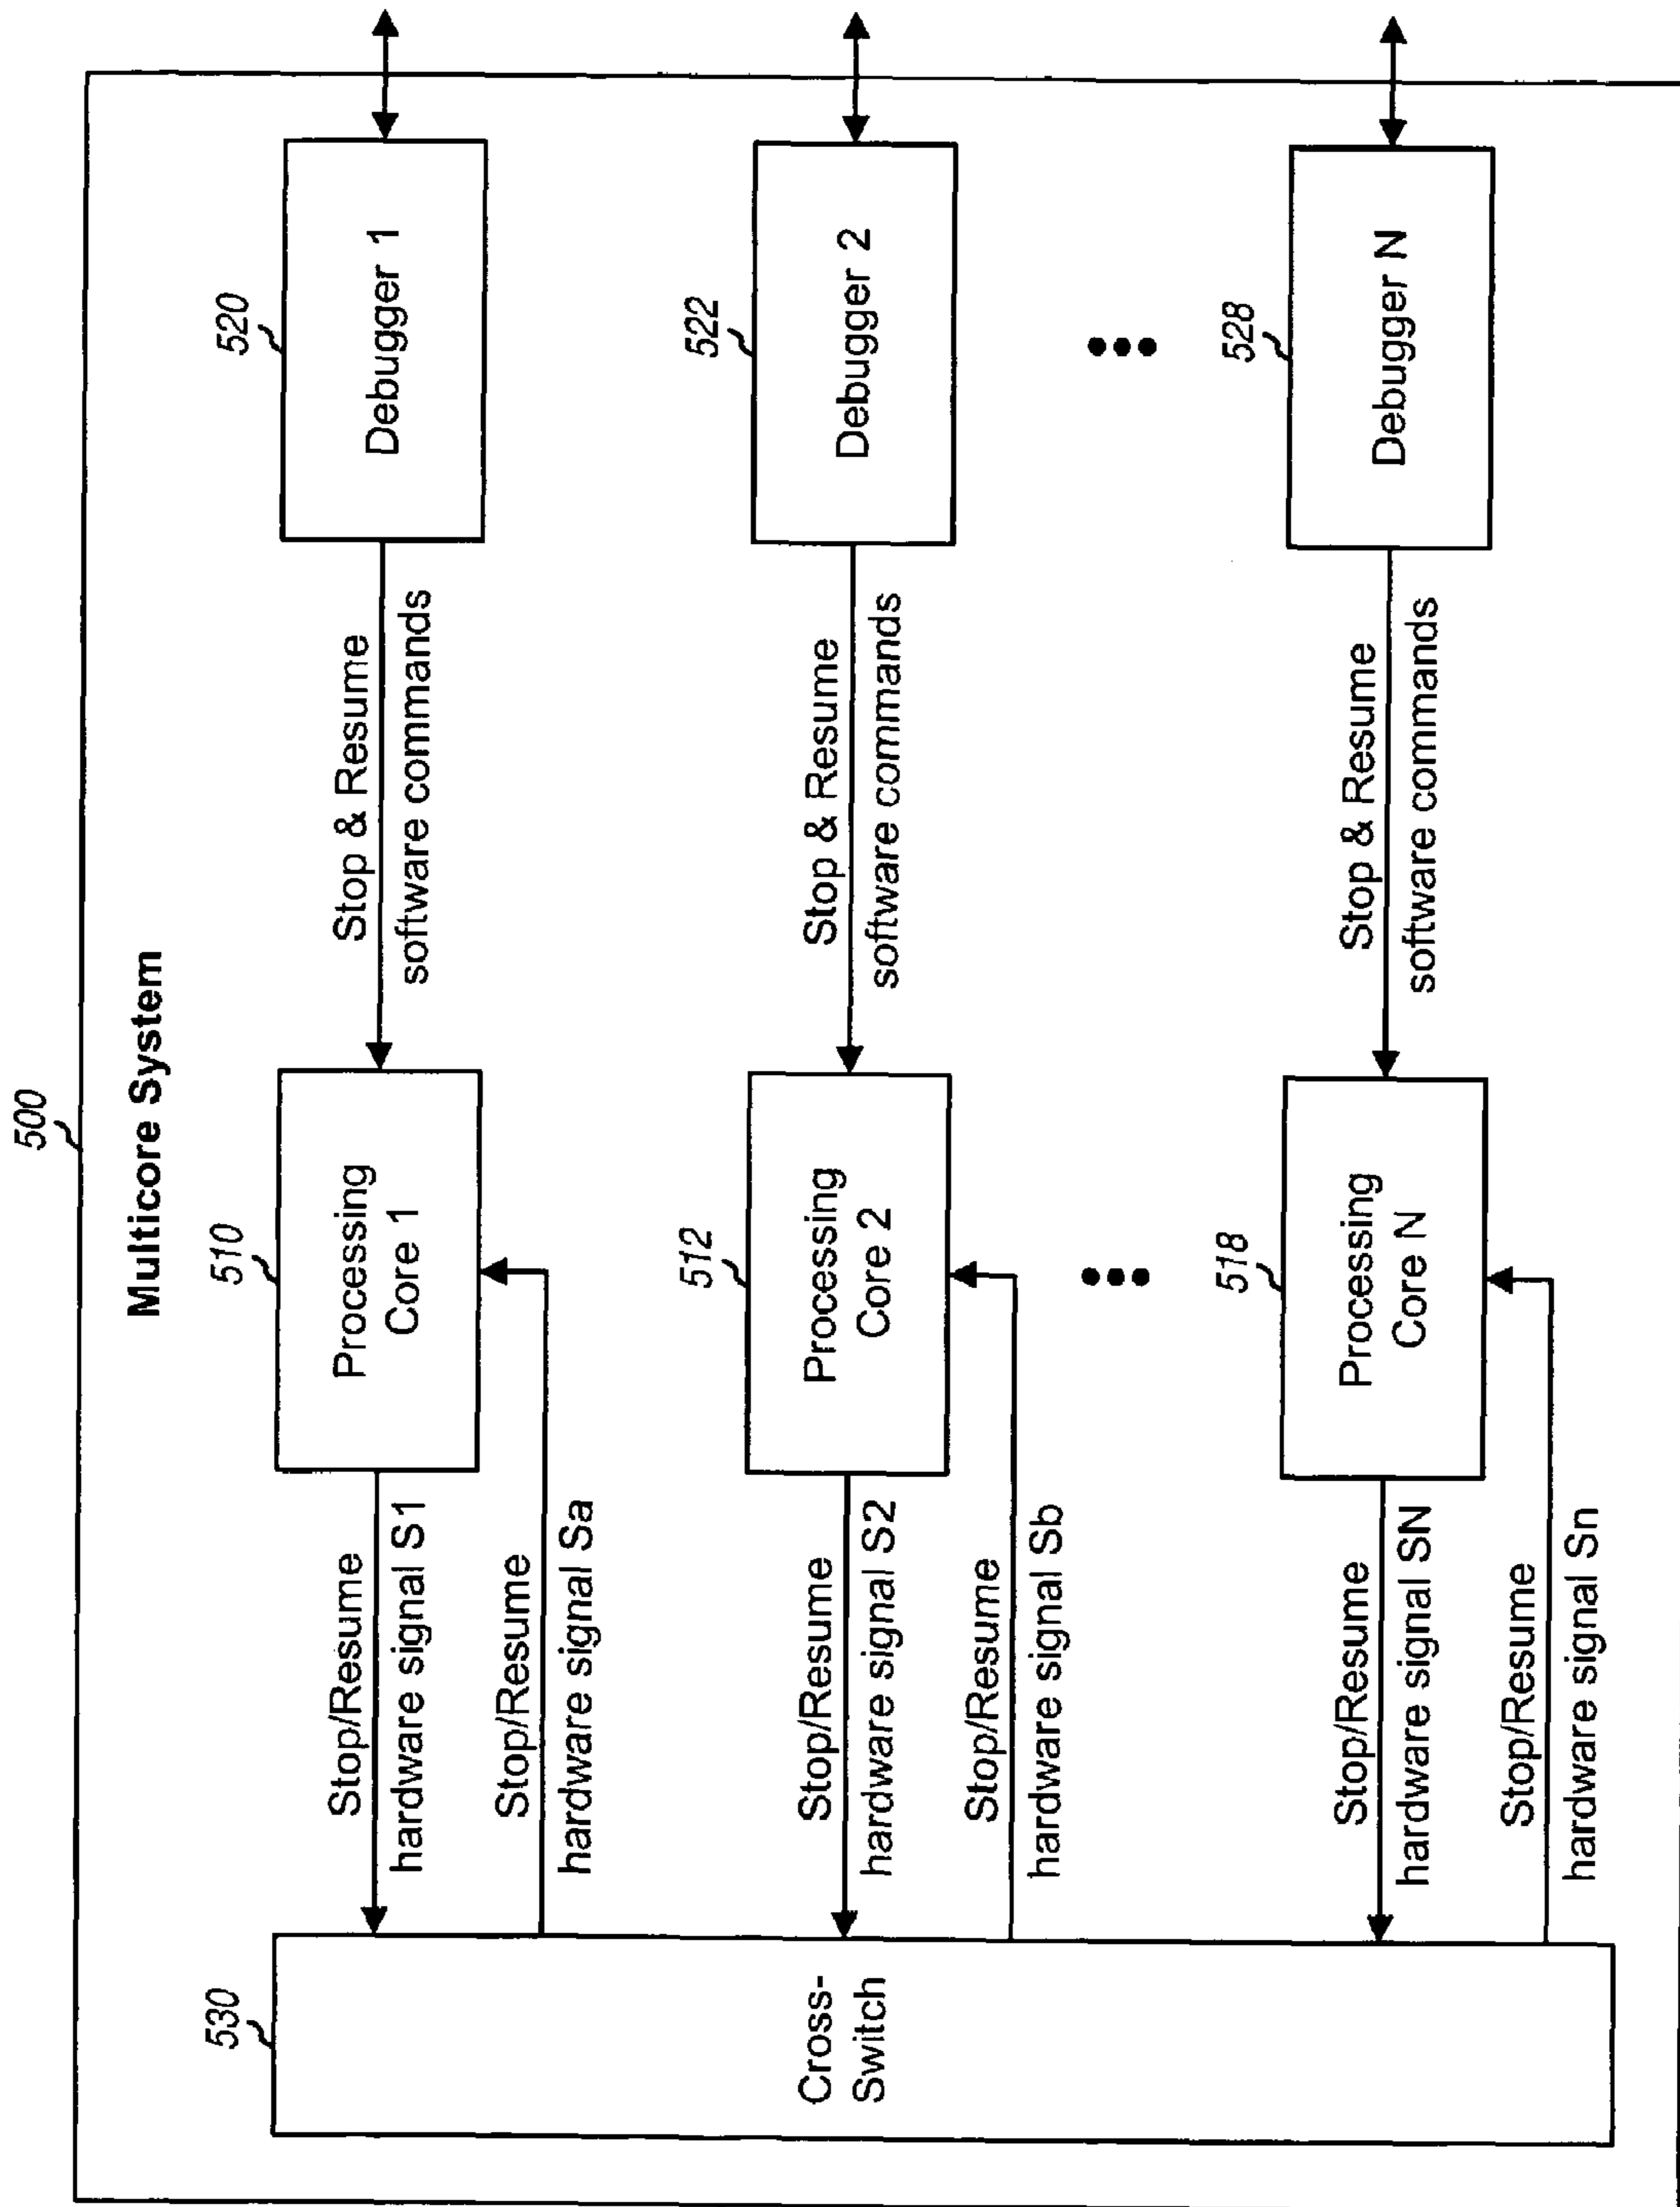 500
Multicore System
530
Cross-
Switch
Stop/Resume
hardware signal S1
Stop/Resume
hardware signal Sa
510
Processing
Core 1
Stop & Resume
software commands
520
Debugger 1
Stop/Resume
hardware signal S2
Stop/Resume
hardware signal Sb
512
Processing
Core 2
Stop & Resume
software commands
522
Debugger 2
Stop/Resume
hardware signal SN
Stop/Resume
hardware signal Sn
518
Processing
Core N
Stop & Resume
software commands
528
Debugger N